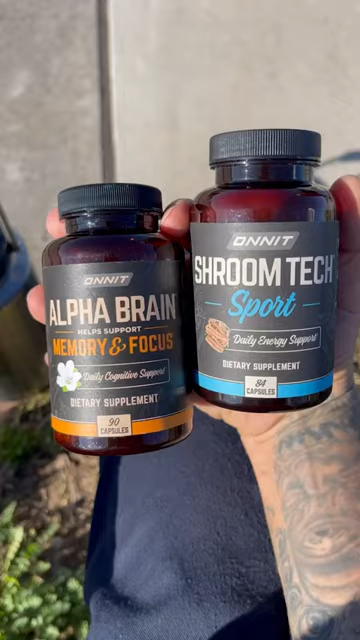 ONNIT
ALPHA BRAIN
HELPS SUPPORT
MEMORY & FOCUS
Daily Cognitive Support
DIETARY SUPPLEMENT
90
CAPSULES
ONNIT
SHROOM TECH
Sport
Daily Energy Support
DIETARY SUPPLEMENT
84
CAPSULES